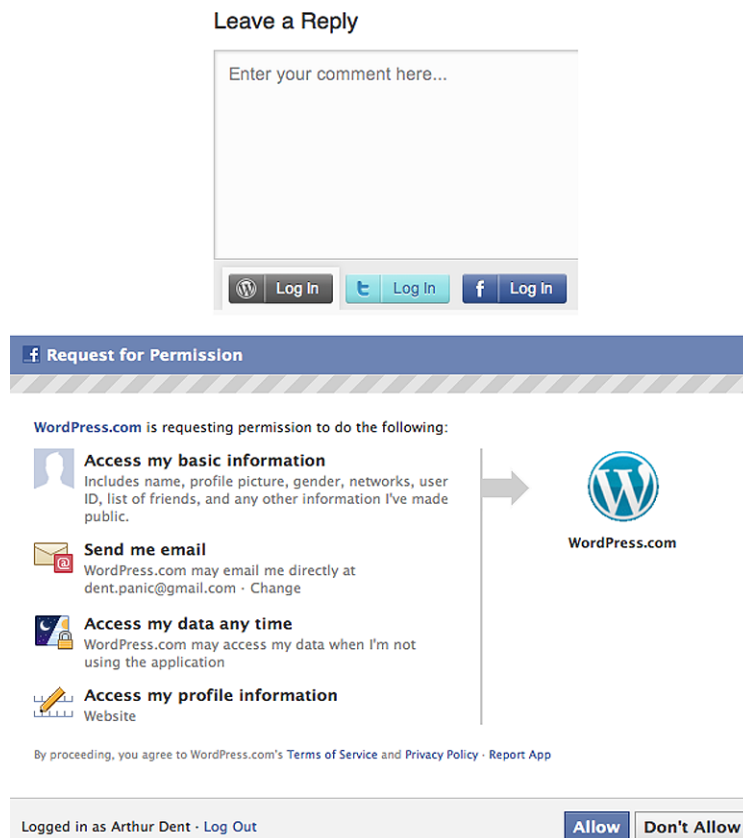 Leave a Reply
Enter your comment here...
Log In
Log In
f Log In
f Request for Permission
WordPress.com is requesting permission to do the following:
Access my basic information
Includes name, profile picture, gender, networks, user
ID, list of friends, and any other information I've made
public.
Send me email
WordPress.com may email me directly at
dent.panic@gmail.com · Change
Access my data any time
WordPress.com may access my data when I'm not
using the application
Access my profile information
Website
WordPress.com
By proceeding, you agree to WordPress.com's Terms of Service and Privacy Policy · Report App
Logged in as Arthur Dent · Log Out
Allow
Don't Allow